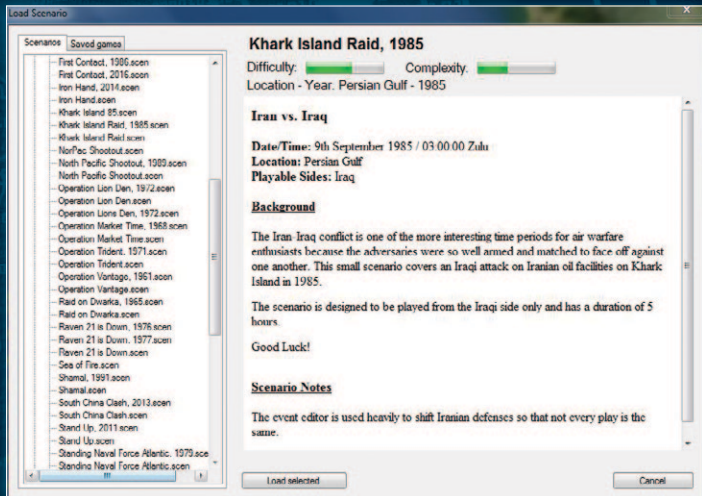 Load Scenario
x
Scenarios
Saved games
First Contact, 1986.scen
First Contact, 2016.scen
Iron Hand, 2014.scen
Iron Hand.scen
Khark Island 85.scen
Khark Island Raid, 1985.scen
Khark Island Raid.scen
NorPac Shootout.scen
North Pacific Shootout, 1989.scen
North Pacific Shootout.scen
Operation Lion Den, 1972.scen
Operation Lion Den.scen
Operation Lions Den, 1972.scen
Operation Market Time, 1968.scen
Operation Market Time.scen
Operation Trident, 1971.scen
Operation Trident.scen
Operation Vantage, 1961.scen
Operation Vantage.scen
Raid on Dwarka, 1965.scen
Raid on Dwarka.scen
Raven 21 is Down, 1976.scen
Raven 21 is Down, 1977.scen
Raven 21 is Down.scen
Sea of Fire.scen
Shamal, 1991.scen
Shamal.scen
South China Clash, 2013.scen
South China Clash.scen
Stand Up, 2011.scen
Stand Up.scen
Standing Naval Force Atlantic, 1979.sce
Standing Naval Force Atlantic.scen
Khark Island Raid, 1985
Difficulty: Complexity:
Location - Year: Persian Gulf - 1985
Iran vs. Iraq
Date/Time: 9th September 1985 / 03:00:00 Zulu
Location: Persian Gulf
Playable Sides: Iraq
Background
The Iran-Iraq conflict is one of the more interesting time periods for air warfare
enthusiasts because the adversaries were so well armed and matched to face off against
one another. This small scenario covers an Iraqi attack on Iranian oil facilities on Khark
Island in 1985.
The scenario is designed to be played from the Iraqi side only and has a duration of 5
hours.
Good Luck!
Scenario Notes
The event editor is used heavily to shift Iranian defenses so that not every play is the
same.
Load selected
Cancel